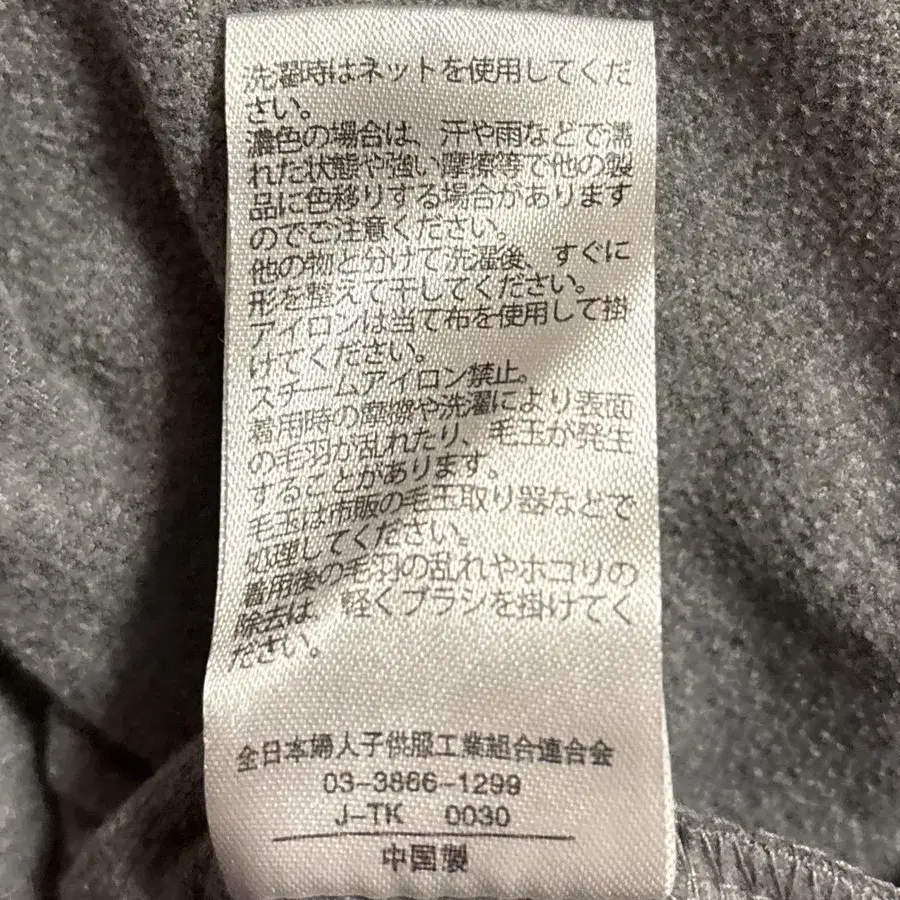 洗濯時はネットを使用してくだ
さい。
濃色の場合は、汗や雨などで濡
れた状態や強い摩擦等で他の製
品に色移りする場合があります
のでご注意ください。
他の物と分けて洗濯後、すぐに
形を整えて干してください。
アイロンは当て布を使用して掛
けてください。
スチームアイロン禁止。
着用時の摩擦や洗濯により表面
の毛羽が乱れたり、毛玉が発生
することがあります。
毛玉は市販の毛玉取り器などで
処理してください。
着用後の毛羽の乱れやホコリの
除去は、軽くブラシを掛けてく
ださい。
全日本婦人子供服工業組合連合会
03-3866-1299
J-TK 0030
中国製